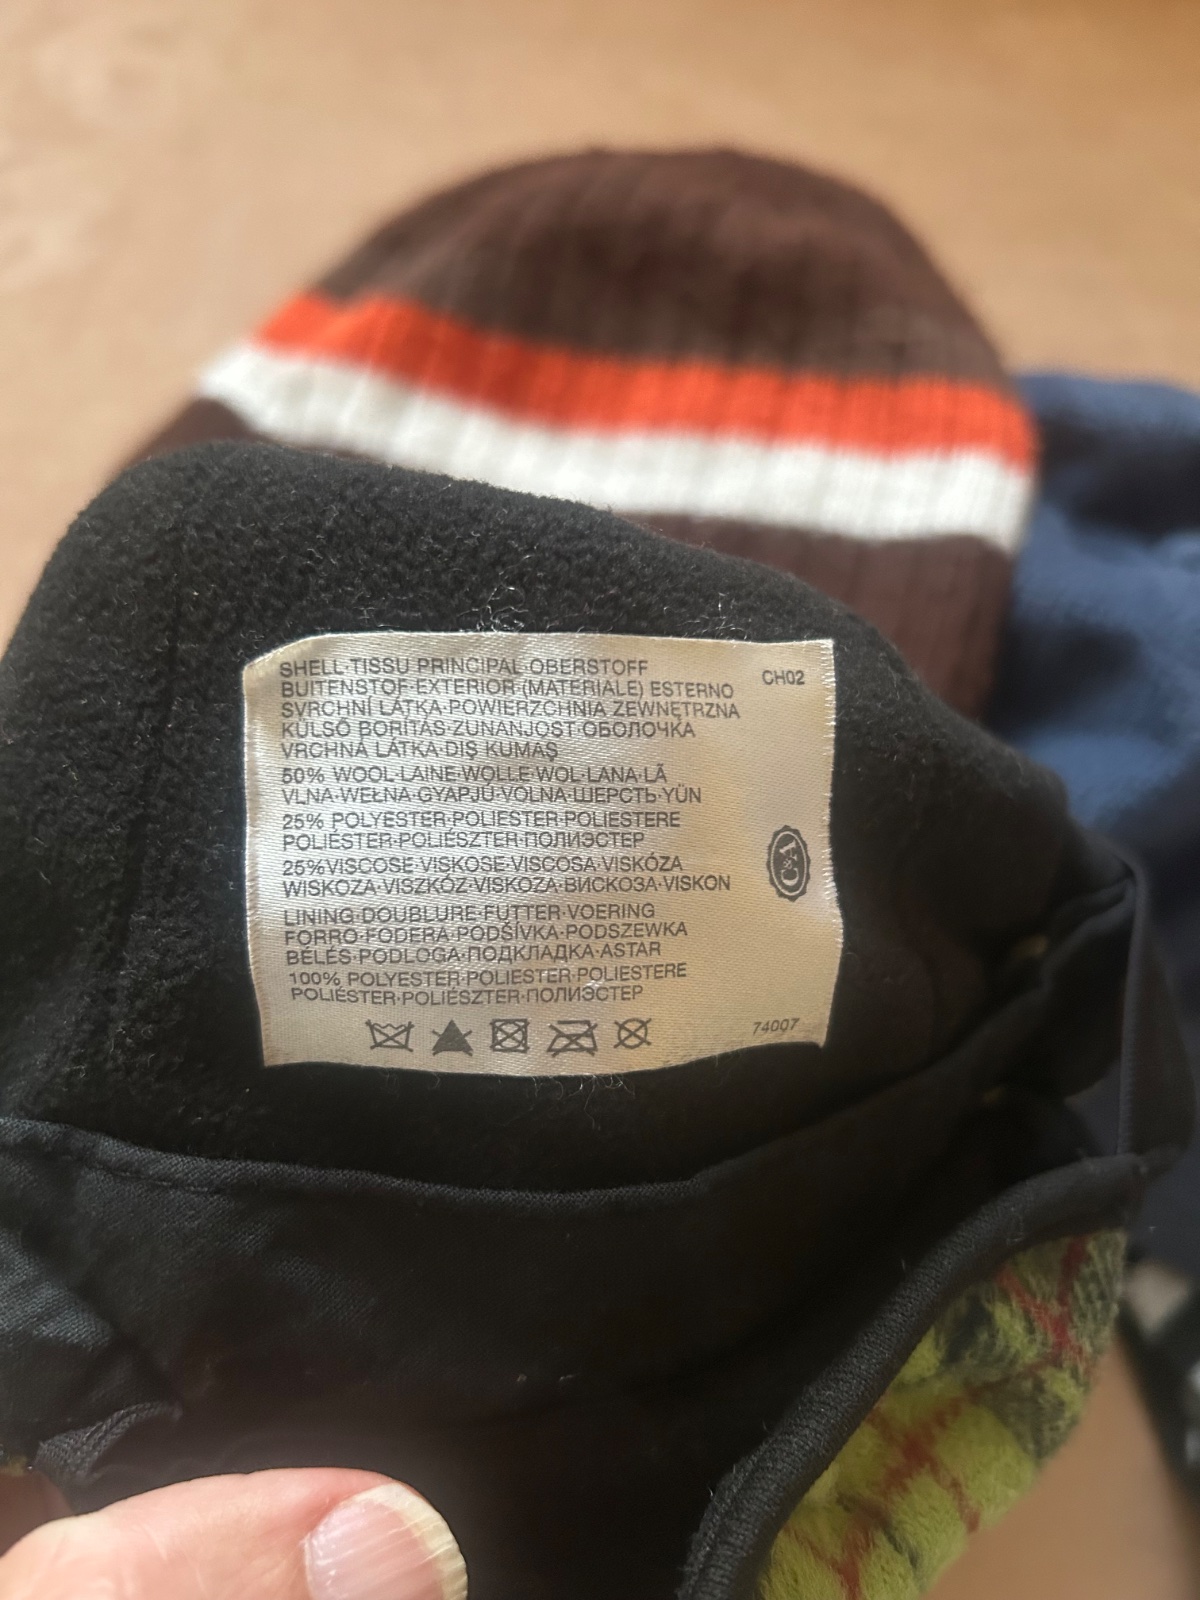 SHELL·TISSU PRINCIPAL·OBERSTOFF
CH02
BUITENSTOF·EXTERIOR (MATERIALE) ESTERNO
SVRCHNÍ LÁTKA·POWIERZCHNIA ZEWNĘTRZNA
KÜLSŐ BORÍTÁS·ZUNANJOST·ОБОЛОЧКА
VRCHNÁ LÁTKA·DIŞ KUMAŞ
50% WOOL·LAINE·WOLLE·WOL·LANA·LÃ
VLNA·WEŁNA·GYAPJÚ·VOLNA·ШЕРСТЬ·YÜN
25% POLYESTER·POLIESTER·POLIESTERE
POLIÉSTER·POLIÉSZTER·ПОЛИЭСТЕР
25%VISCOSE·VISKOSE·VISCOSA·VISKÓZA
WISKOZA·VISZKÓZ·VISKOZA·ВИСКОЗА·VISKON
C&A
LINING·DOUBLURE·FUTTER·VOERING
FORRO·FODERA·PODŠÍVKA·PODSZEWKA
BÉLÉS·PODLOGA·ПОДКЛАДКА·ASTAR
100% POLYESTER·POLIESTER·POLIESTERE
POLIÉSTER·POLIÉSZTER·ПОЛИЭСТЕР
74007